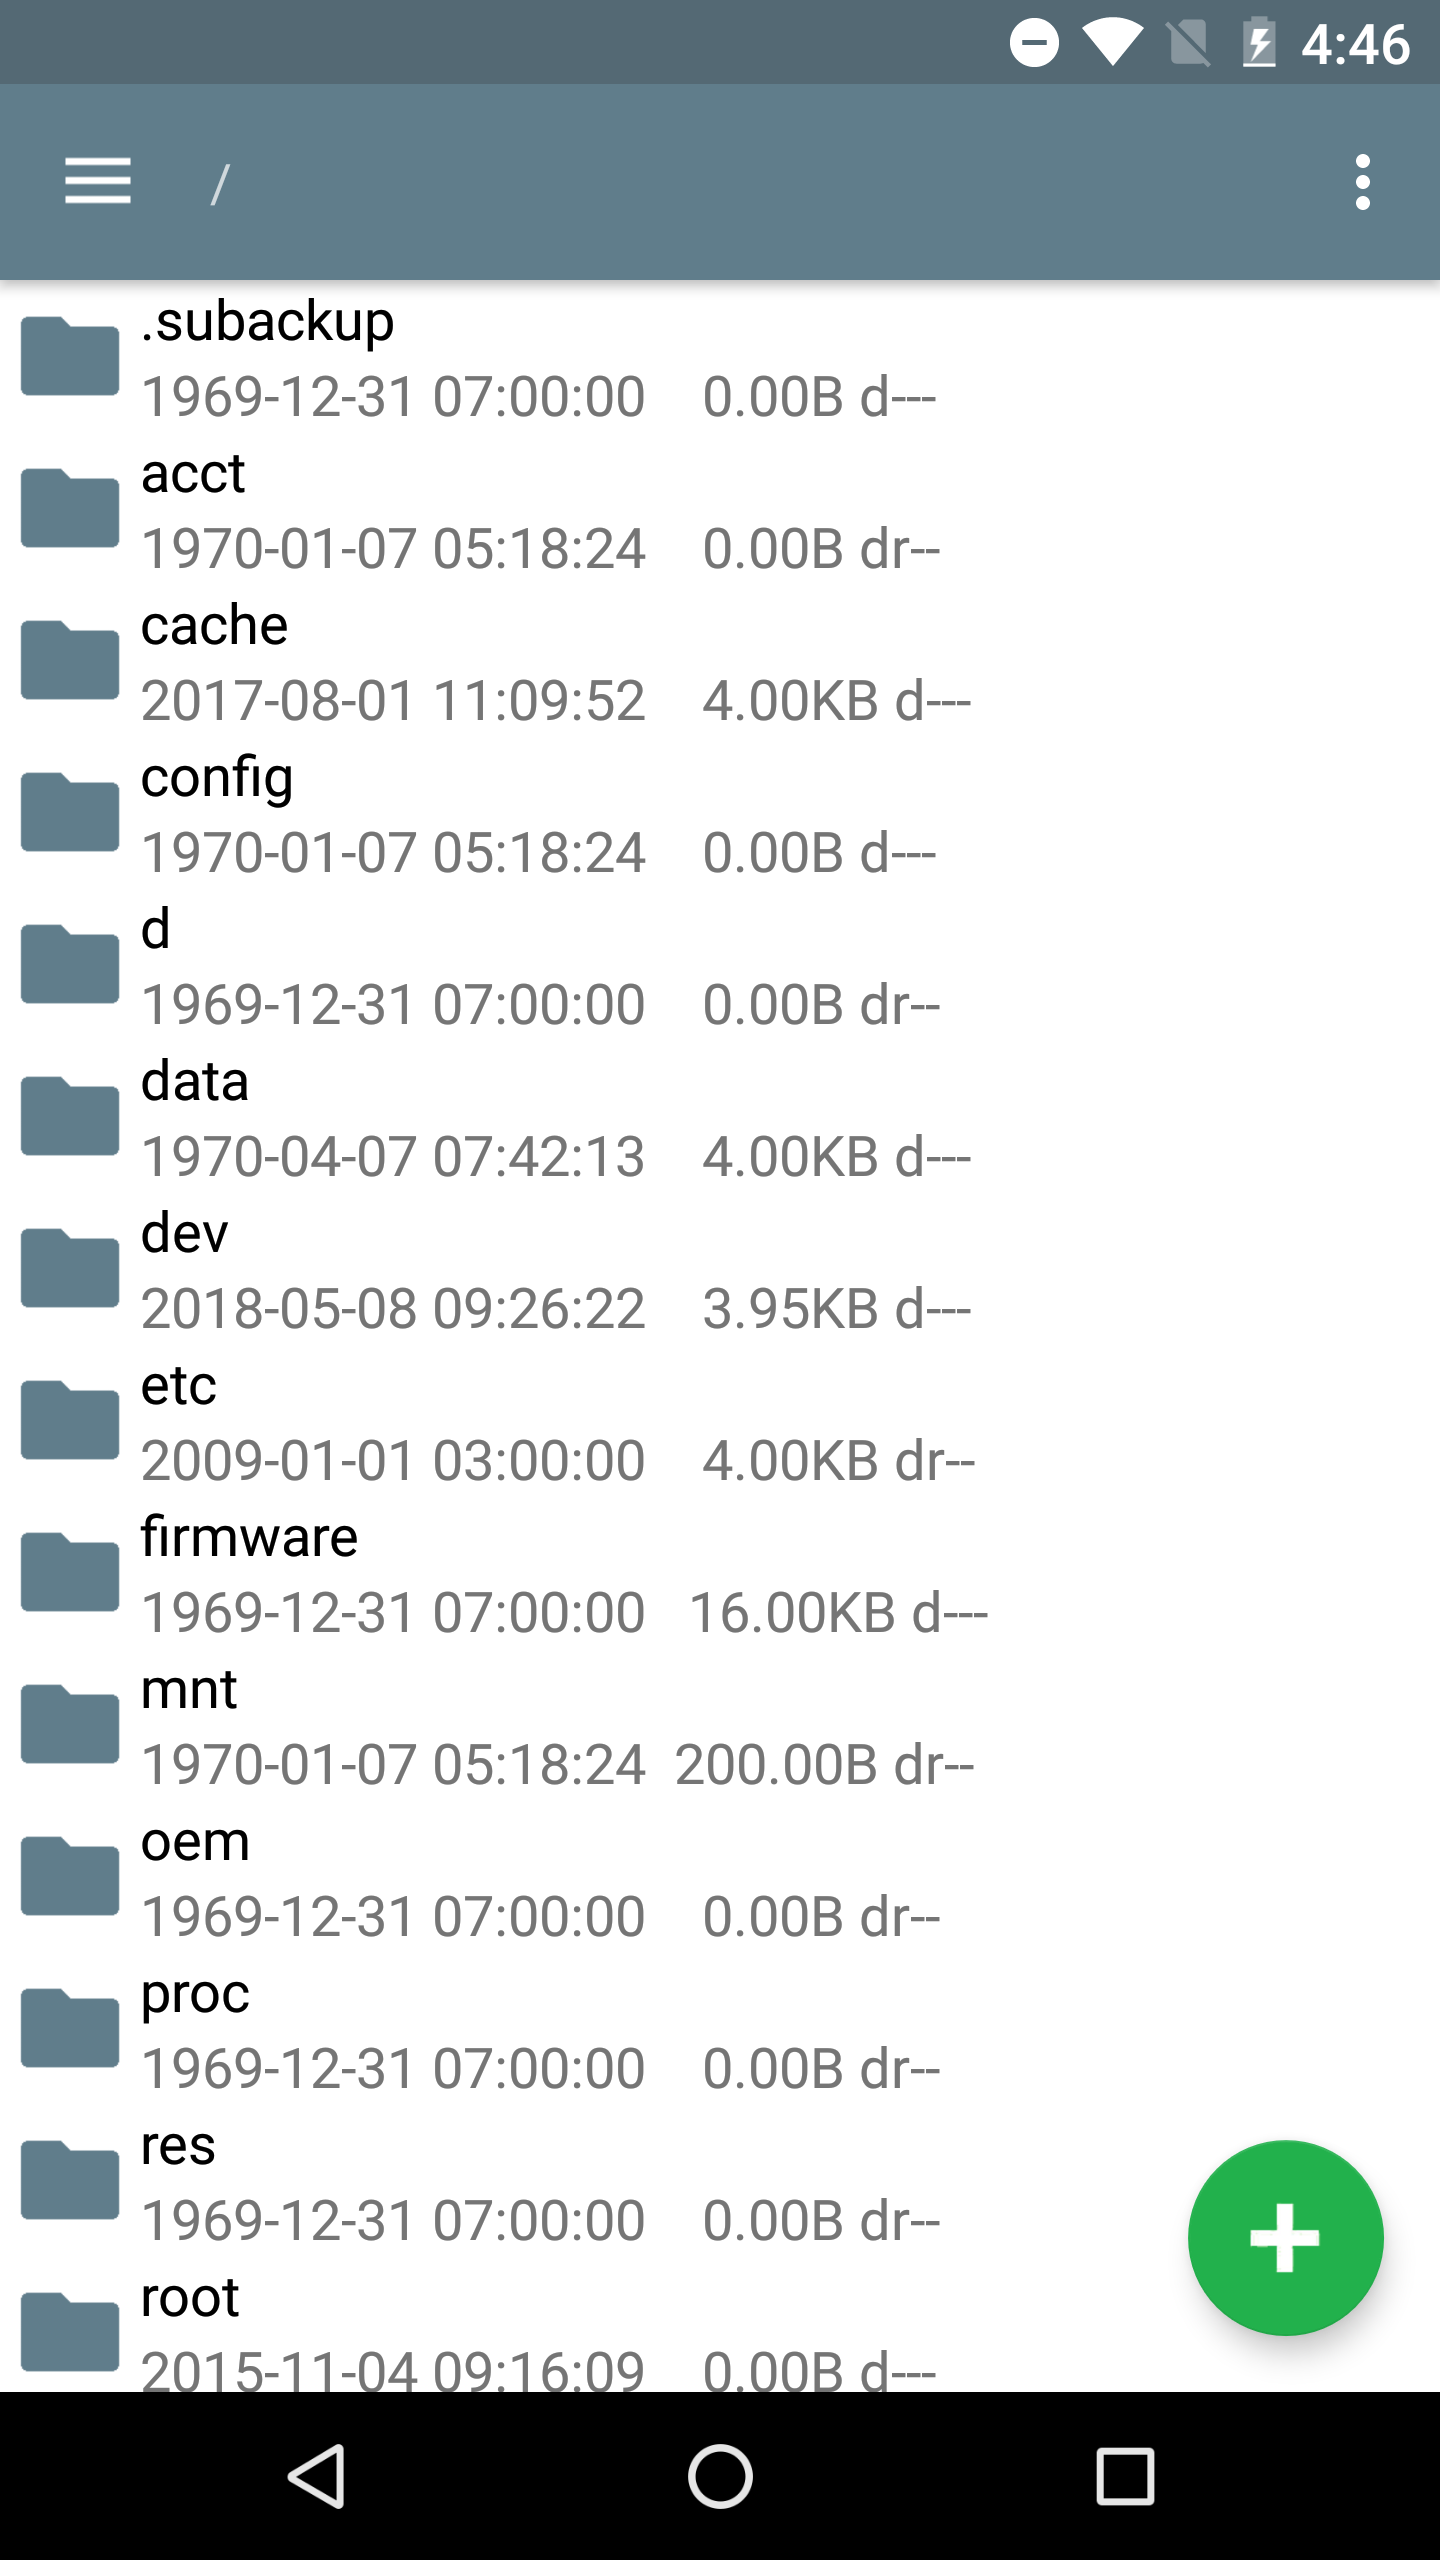 4:46
/
.subackup
1969-12-31 07:00:00 0.00B d---
acct
1970-01-07 05:18:24 0.00B dr--
cache
2017-08-01 11:09:52 4.00KB d---
config
1970-01-07 05:18:24 0.00B d---
d
1969-12-31 07:00:00 0.00B dr--
data
1970-04-07 07:42:13 4.00KB d---
dev
2018-05-08 09:26:22 3.95KB d---
etc
2009-01-01 03:00:00 4.00KB dr--
firmware
1969-12-31 07:00:00 16.00KB d---
mnt
1970-01-07 05:18:24 200.00B dr--
oem
1969-12-31 07:00:00 0.00B dr--
proc
1969-12-31 07:00:00 0.00B dr--
res
1969-12-31 07:00:00 0.00B dr--
root
2015-11-04 09:16:09 0.00B d---